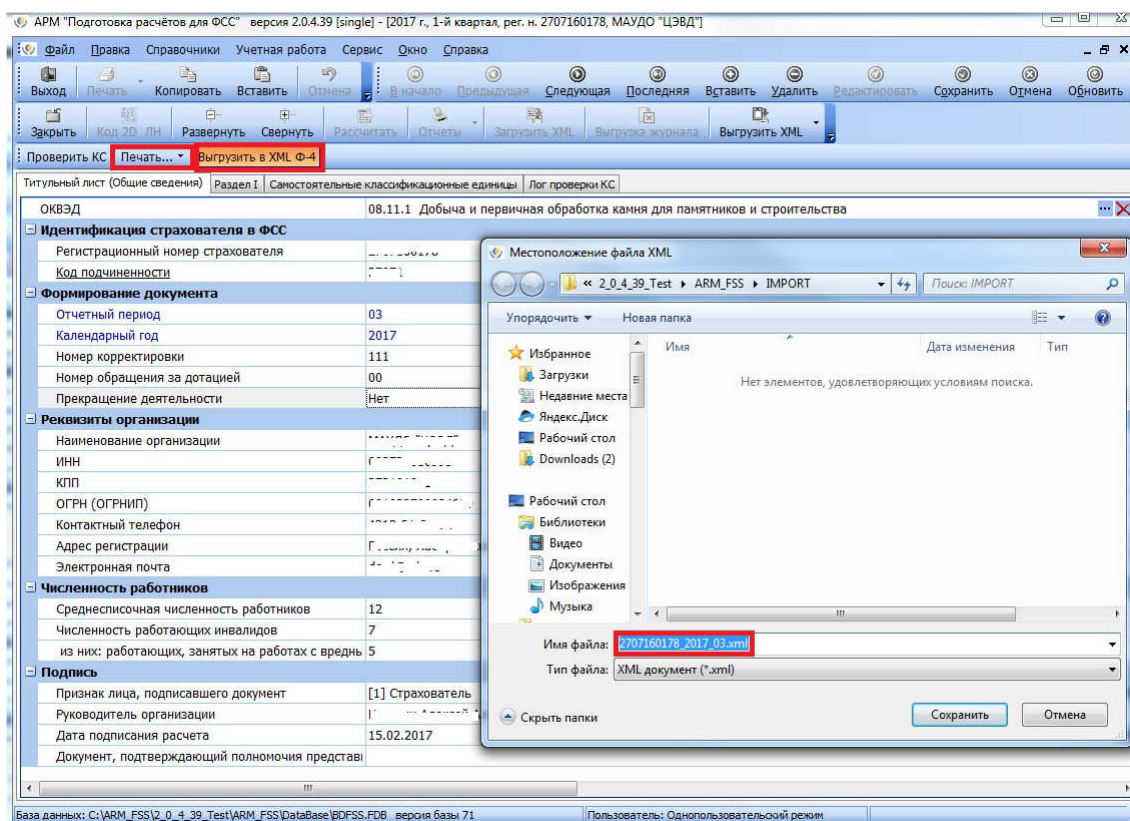 АРМ "Подготовка расчётов для ФСС" версия 2.0.4.39 [single] - [2017 г., 1-й квартал, рег. н. 2707160178, МАУДО "ЦЭВД"]
Файл Правка Справочники Учетная работа Сервис Окно Справка
Выход Печать Копировать Вставить Отмена В начало Предыдущая Следующая Последняя Вставить Удалить Редактировать Сохранить Отмена Обновить
Закрыть Код 2D ЛН Развернуть Свернуть Рассчитать Отчеты Загрузить XML Выгрузка журнала Выгрузить XML
Проверить КС Печать... Выгрузить в XML Ф-4
Титульный лист (Общие сведения) Раздел I Самостоятельные классификационные единицы Лог проверки КС
ОКВЭД 08.11.1 Добыча и первичная обработка камня для памятников и строительства ...
Идентификация страхователя в ФСС
Регистрационный номер страхователя
Код подчиненности
Формирование документа
Отчетный период 03
Календарный год 2017
Номер корректировки 111
Номер обращения за дотацией 00
Прекращение деятельности Нет
Реквизиты организации
Наименование организации
ИНН
КПП
ОГРН (ОГРНИП)
Контактный телефон
Адрес регистрации
Электронная почта
Численность работников
Среднесписочная численность работников 12
Численность работающих инвалидов 7
из них: работающих, занятых на работах с вредн 5
Подпись
Признак лица, подписавшего документ [1] Страхователь
Руководитель организации
Дата подписания расчета 15.02.2017
Документ, подтверждающий полномочия представ
Местоположение файла XML
« 2_0_4_39_Test ARM_FSS IMPORT Поиск: IMPORT
Упорядочить Новая папка
Избранное
Загрузки
Недавние места
Яндекс.Диск
Рабочий стол
Downloads (2)
Рабочий стол
Библиотеки
Видео
Документы
Изображения
Музыка
Имя Дата изменения Тип
Нет элементов, удовлетворяющих условиям поиска.
Имя файла: 2707160178_2017_03.xml
Тип файла: XML документ (*.xml)
Скрыть папки Сохранить Отмена
База данных: C:\ARM_FSS\2_0_4_39_Test\ARM_FSS\DataBase\BDFSS.FDB версия базы 71 Пользователь: Однопользовательский режим